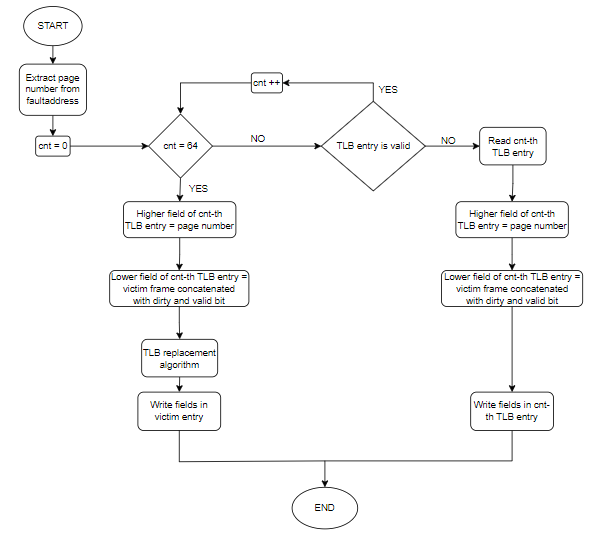 START
Extract page
number from
faultaddress
cnt = 0
cnt ++
YES
cnt = 64
NO
TLB entry is valid
NO
Read cnt-th
TLB entry
YES
Higher field of cnt-th
TLB entry = page number
Lower field of cnt-th TLB entry =
victim frame concatenated
with dirty and valid bit
TLB replacement
algorithm
Write fields in
victim entry
Higher field of cnt-th
TLB entry = page number
Lower field of cnt-th TLB entry =
victim frame concatenated
with dirty and valid bit
Write fields in cnt-
th TLB entry
END